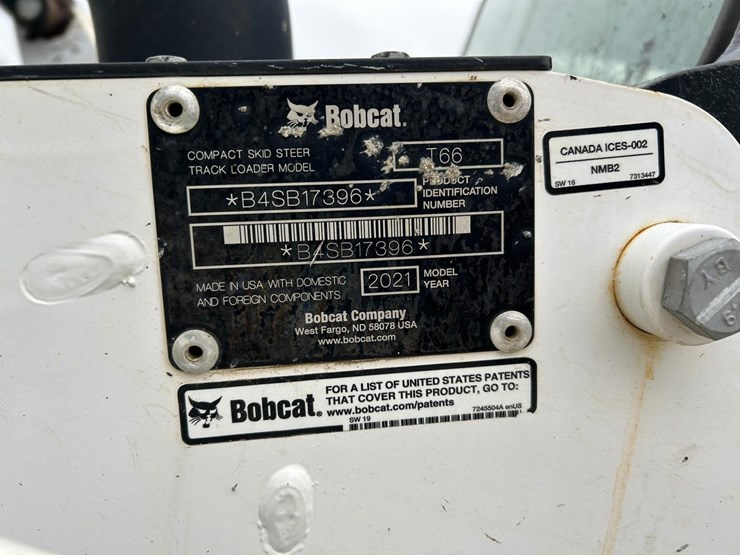 Bobcat.
COMPACT SKID STEER
TRACK LOADER MODEL
T66
*B4SB17396*
PRODUCT
IDENTIFICATION
NUMBER
*B4SB17396*
MADE IN USA WITH DOMESTIC
AND FOREIGN COMPONENTS
2021
MODEL
YEAR
Bobcat Company
West Fargo, ND 58078 USA
www.bobcat.com
CANADA ICES-002
NMB2
SW 16
7313447
Bobcat.
FOR A LIST OF UNITED STATES PATENTS
THAT COVER THIS PRODUCT, GO TO:
www.bobcat.com/patents
SW 19
7245504A enUS
BY